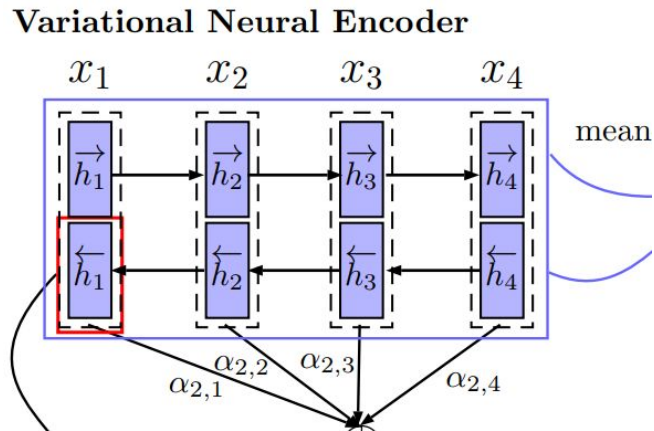 Variational Neural Encoder
x₁ x₂ x₃ x₄
mean
h₁→ h₂→ h₃→ h₄→
h₁← h₂← h₃← h₄←
α₂,₁ α₂,₂ α₂,₃ α₂,₄